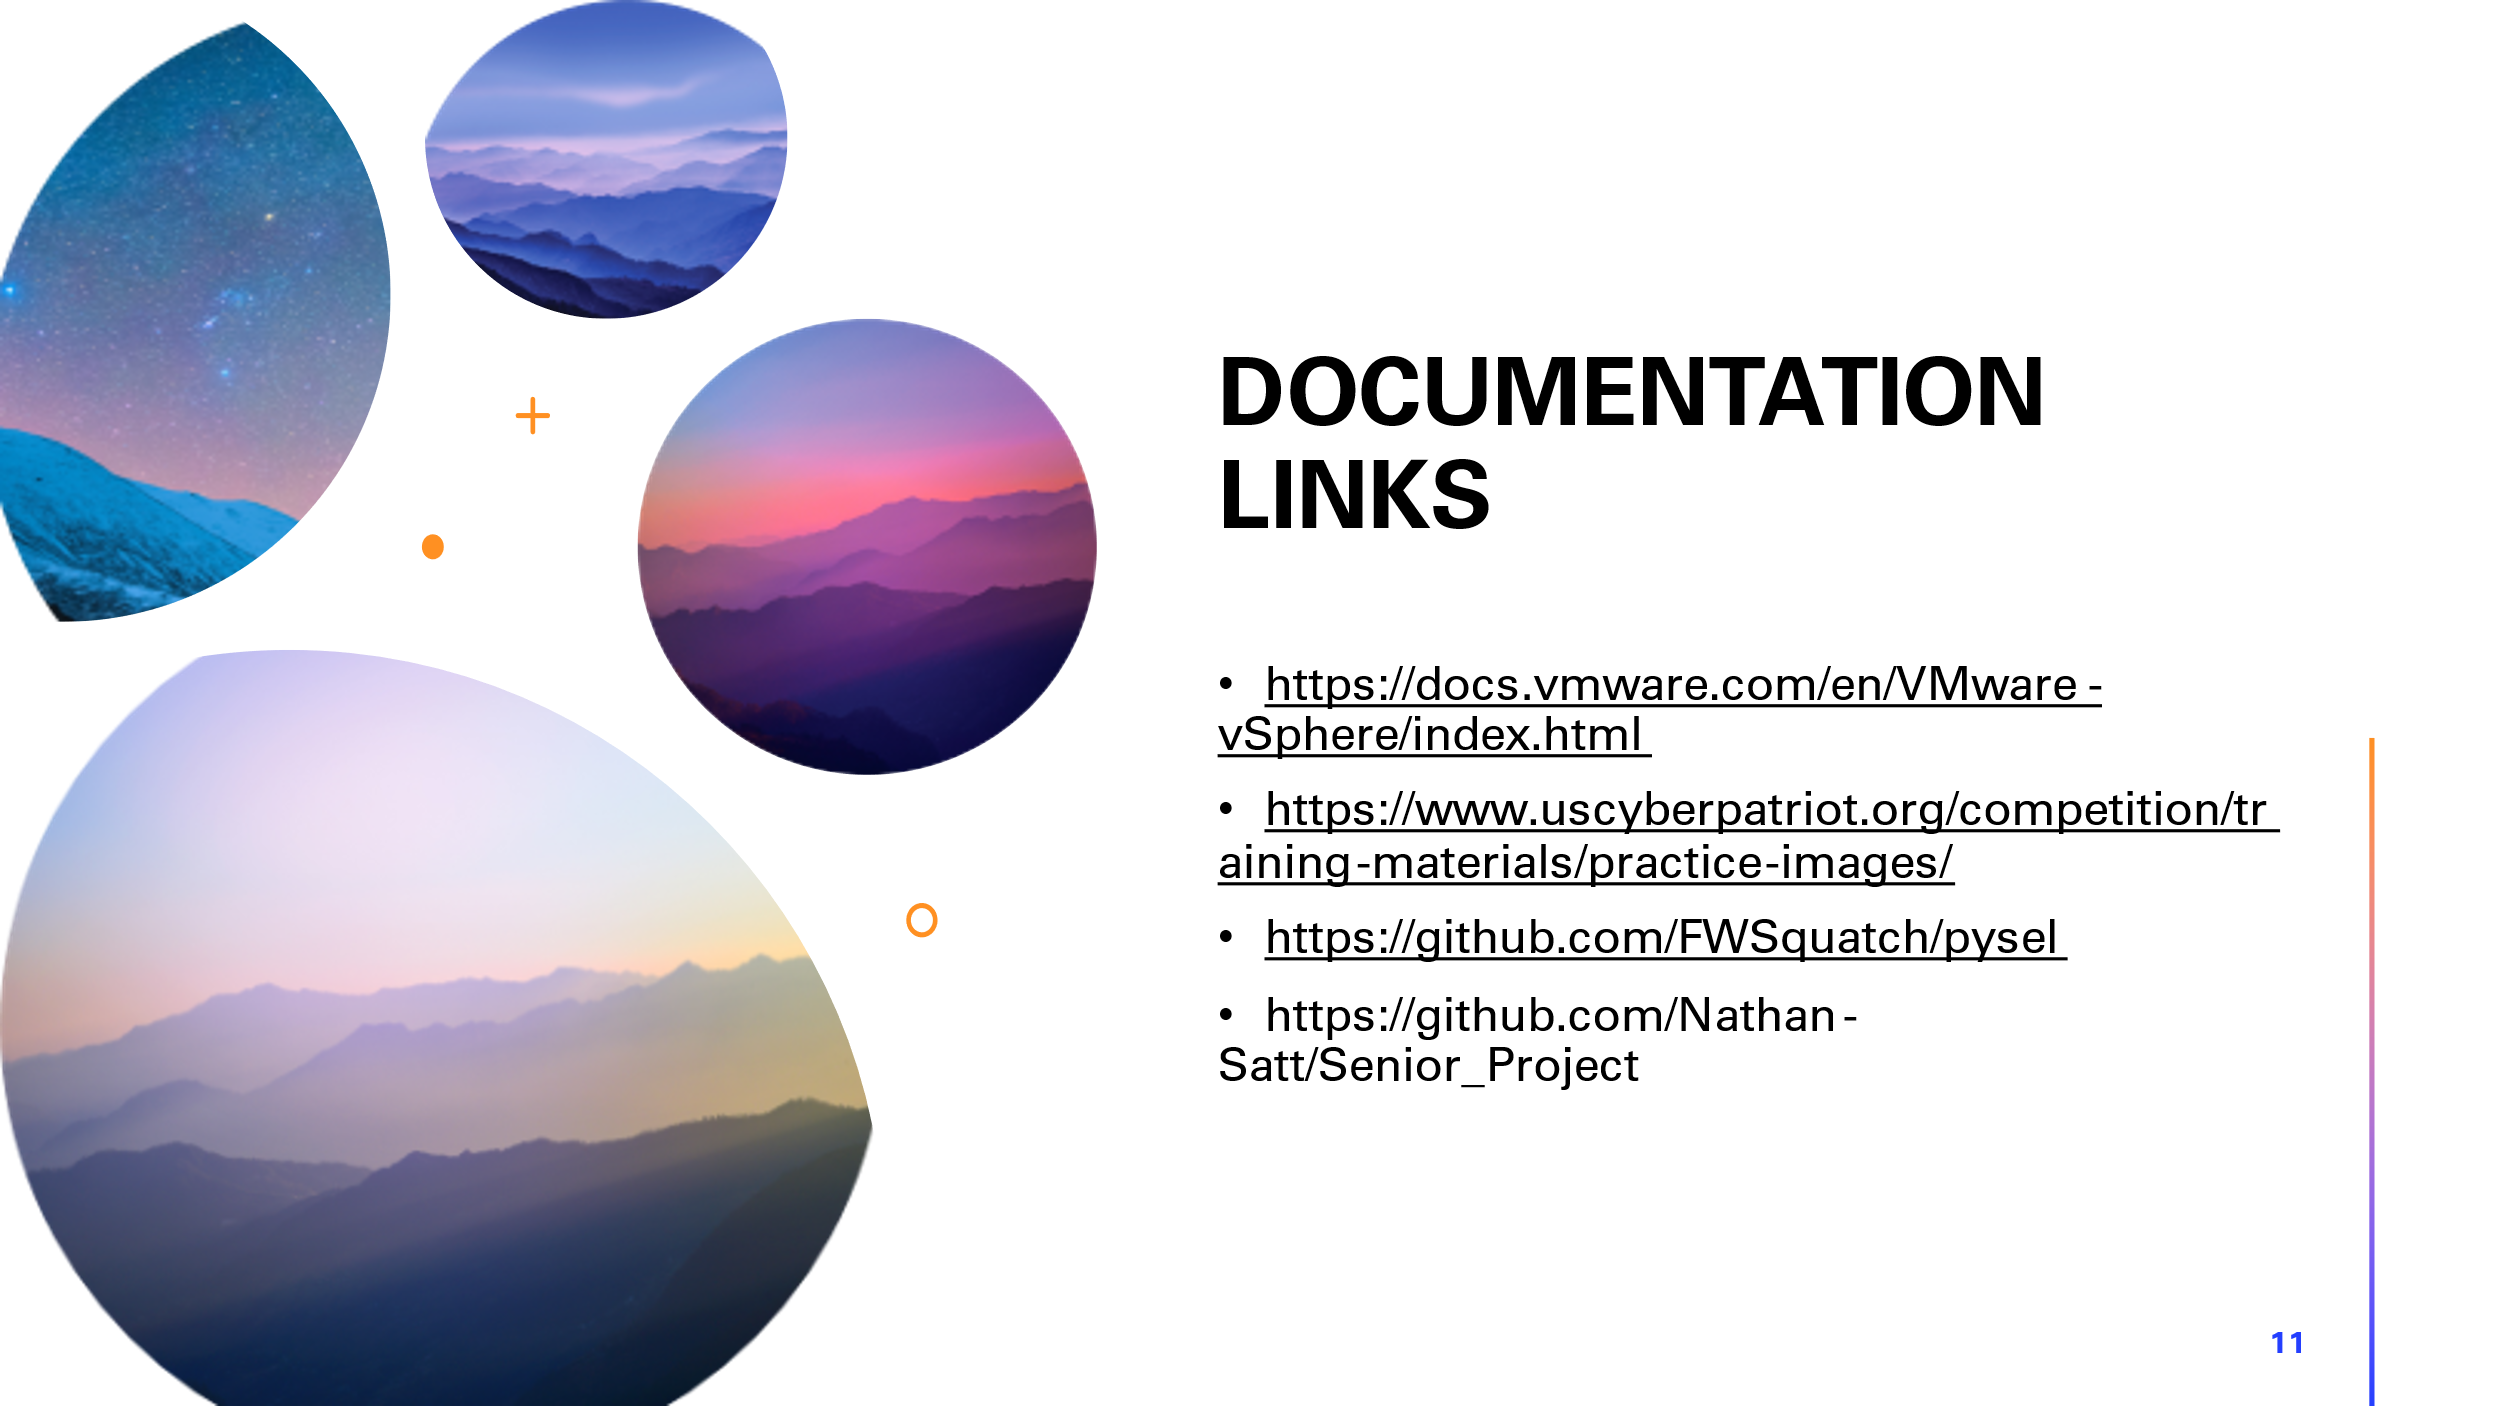 DOCUMENTATION
LINKS
• https://docs.vmware.com/en/VMware-
vSphere/index.html
• https://www.uscyberpatriot.org/competition/tr
aining-materials/practice-images/
• https://github.com/FWSquatch/pysel
• https://github.com/Nathan-
Satt/Senior_Project
11